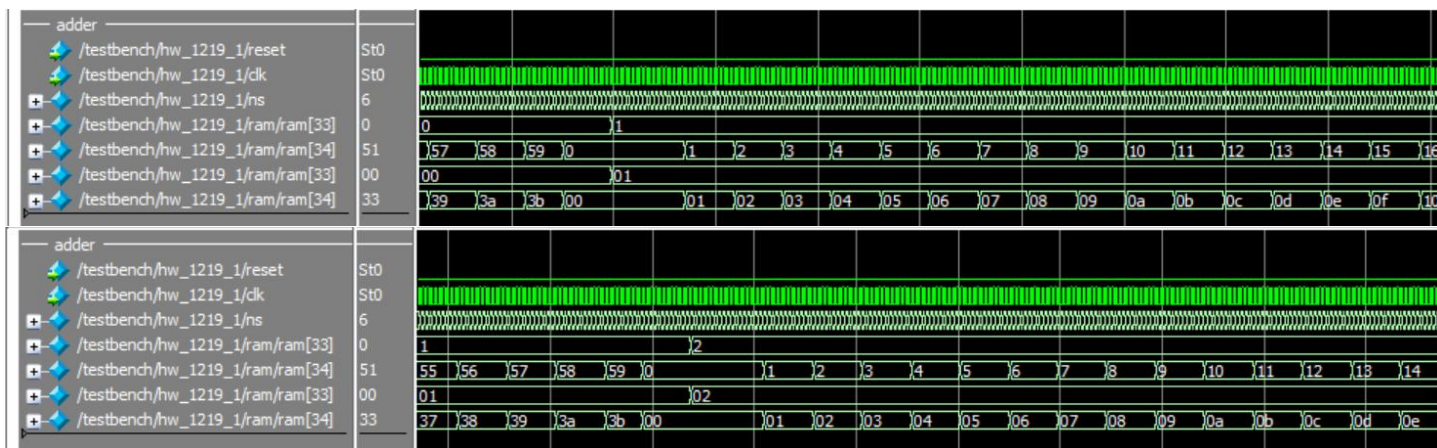 adder
/testbench/hw_1219_1/reset St0
/testbench/hw_1219_1/clk St0
/testbench/hw_1219_1/ns 6
/testbench/hw_1219_1/ram/ram[33] 0 0 1
/testbench/hw_1219_1/ram/ram[34] 51 57 58 59 0 1 2 3 4 5 6 7 8 9 10 11 12 13 14 15 16
/testbench/hw_1219_1/ram/ram[33] 00 00 01
/testbench/hw_1219_1/ram/ram[34] 33 39 3a 3b 00 01 02 03 04 05 06 07 08 09 0a 0b 0c 0d 0e 0f 10
adder
/testbench/hw_1219_1/reset St0
/testbench/hw_1219_1/clk St0
/testbench/hw_1219_1/ns 6
/testbench/hw_1219_1/ram/ram[33] 0 1 2
/testbench/hw_1219_1/ram/ram[34] 51 55 56 57 58 59 0 1 2 3 4 5 6 7 8 9 10 11 12 13 14
/testbench/hw_1219_1/ram/ram[33] 00 01 02
/testbench/hw_1219_1/ram/ram[34] 33 37 38 39 3a 3b 00 01 02 03 04 05 06 07 08 09 0a 0b 0c 0d 0e